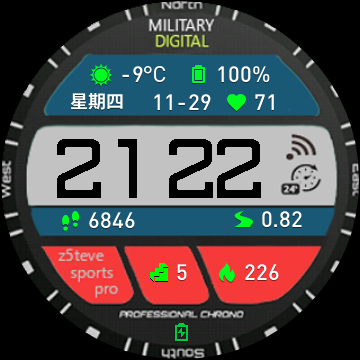 North
MILITARY
DIGITAL
-9°C 100%
星期四 11-29 71
West
21 22
24H
East
6846 0.82
z5teve
sports
pro
5 226
PROFESSIONAL CHRONO
South